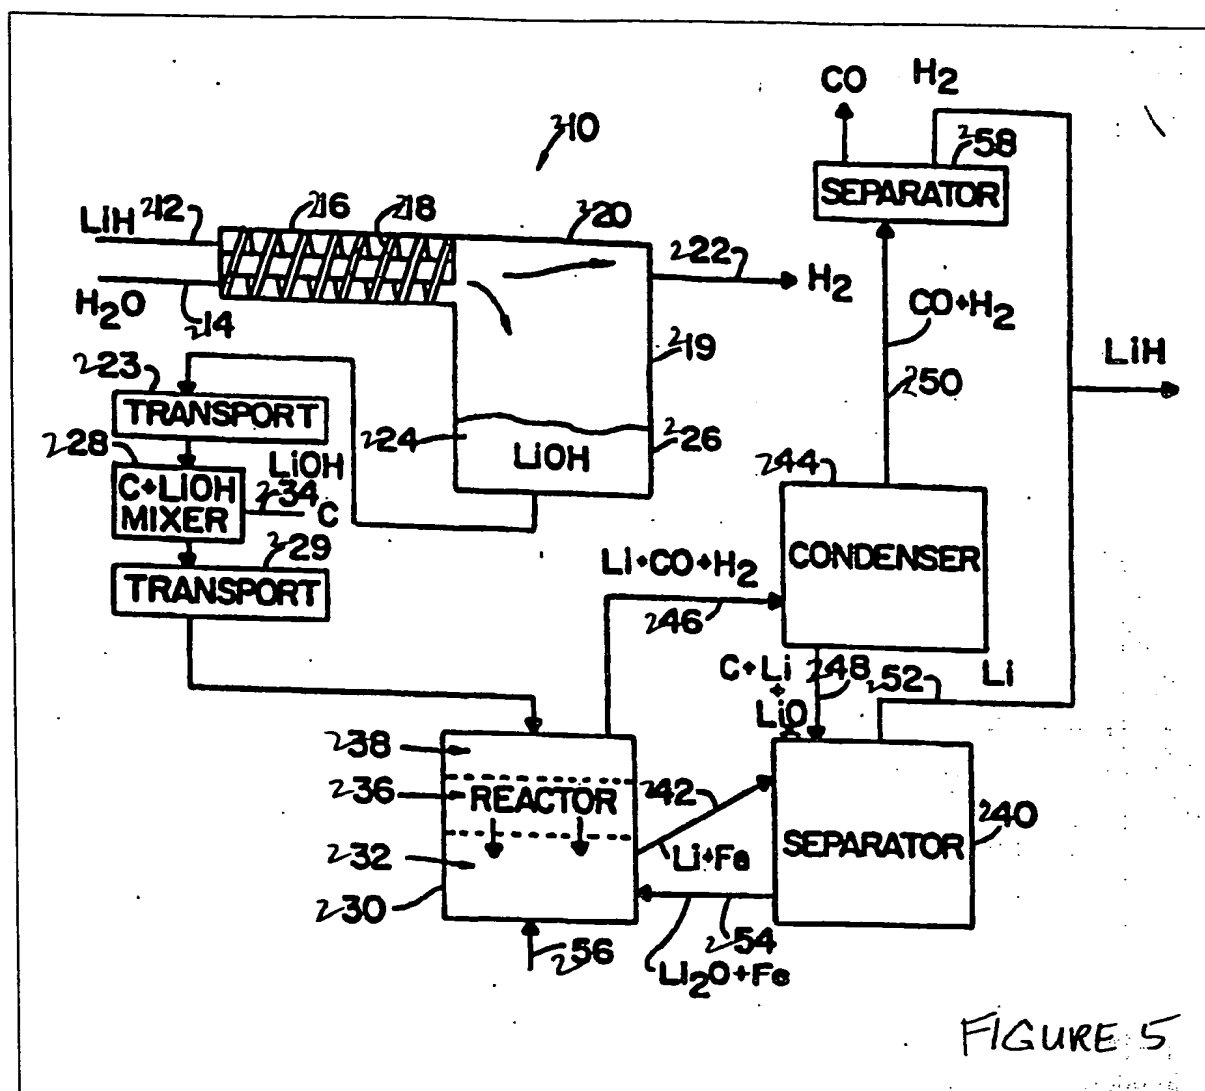 CO
H2
210
258
SEPARATOR
LiH 212
216
218
220
222
H2
H2O
214
CO+H2
219
250
LiH
223
TRANSPORT
228
LiOH
224
LiOH
226
C+LiOH
MIXER
234
C
229
TRANSPORT
244
CONDENSER
Li+CO+H2
246
C+Li
+
LiO
248
252
Li
238
236
REACTOR
242
232
Li+Fe
SEPARATOR
240
230
256
254
Li2O+Fe
FIGURE 5